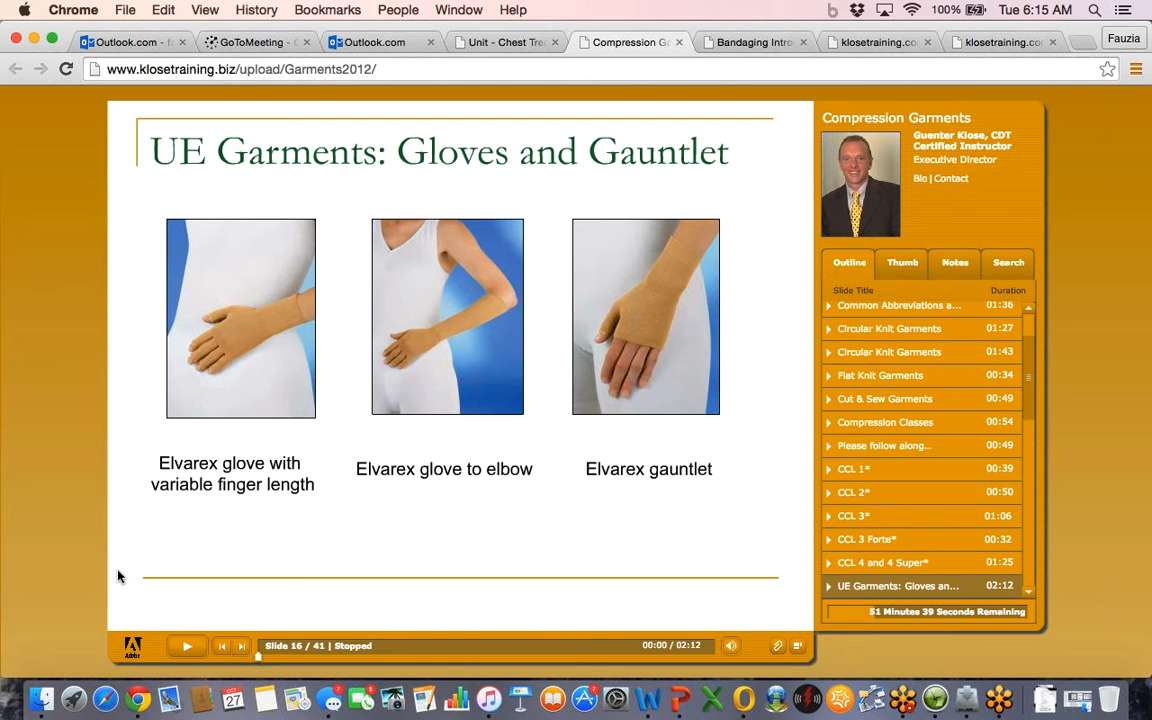 Chrome File Edit View History Bookmarks People Window Help 100% Tue 6:15 AM
Outlook.com - f GoToMeeting - C Outlook.com Unit - Chest Tre Compression Ga Bandaging Intro klosetraining.co klosetraining.co Fauzia
www.klosetraining.biz/upload/Garments2012/
UE Garments: Gloves and Gauntlet
Elvarex glove with
variable finger length
Elvarex glove to elbow
Elvarex gauntlet
Compression Garments
Guenter Klose, CDT
Certified Instructor
Executive Director
Bio | Contact
Outline Thumb Notes Search
Slide Title Duration
Common Abbreviations a... 01:36
Circular Knit Garments 01:27
Circular Knit Garments 01:43
Flat Knit Garments 00:34
Cut & Sew Garments 00:49
Compression Classes 00:54
Please follow along... 00:49
CCL 1* 00:39
CCL 2* 00:50
CCL 3* 01:06
CCL 3 Forte* 00:32
CCL 4 and 4 Super* 01:25
UE Garments: Gloves an... 02:12
51 Minutes 39 Seconds Remaining
Adobe
Slide 16 / 41 | Stopped 00:00 / 02:12
OCT
27